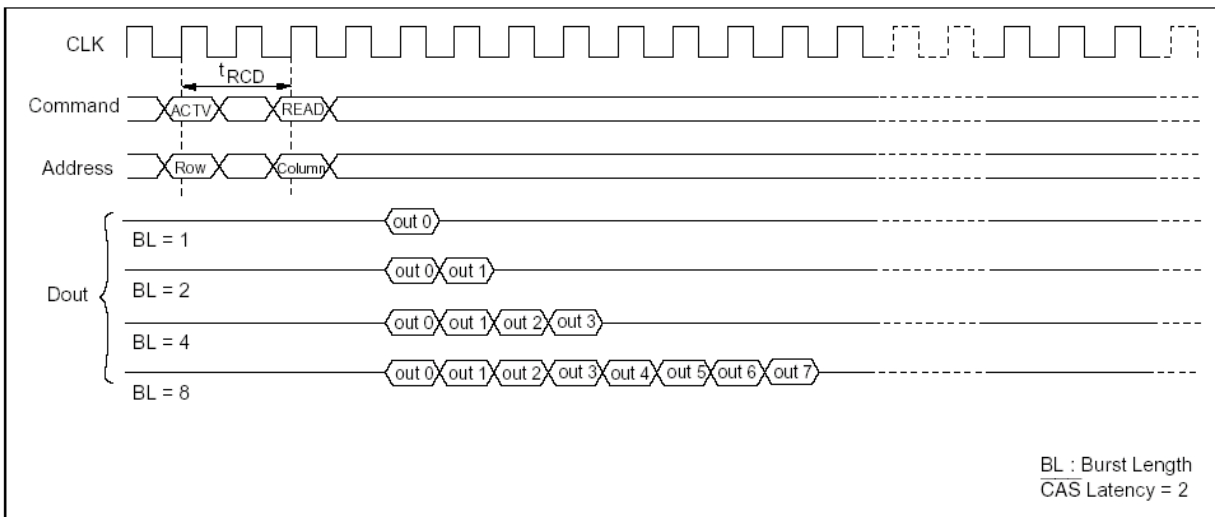 CLK
tRCD
Command ACTV READ
Address Row Column
Dout
out 0
BL = 1
out 0 out 1
BL = 2
out 0 out 1 out 2 out 3
BL = 4
out 0 out 1 out 2 out 3 out 4 out 5 out 6 out 7
BL = 8
BL : Burst Length
C̅A̅S̅ Latency = 2